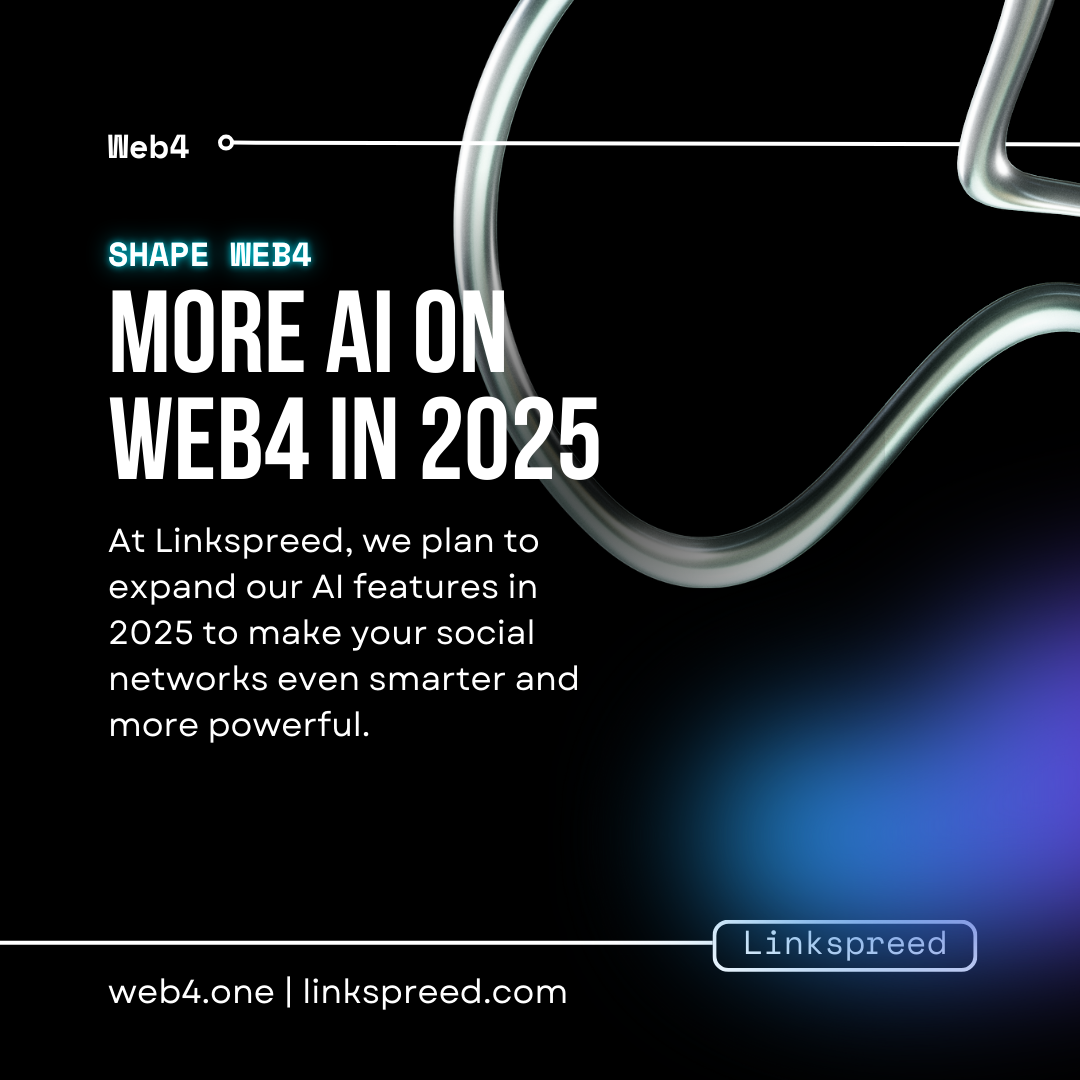 Web4
SHAPE WEB4
MORE AI ON
WEB4 IN 2025
At Linkspreed, we plan to
expand our AI features in
2025 to make your social
networks even smarter and
more powerful.
Linkspreed
web4.one | linkspreed.com